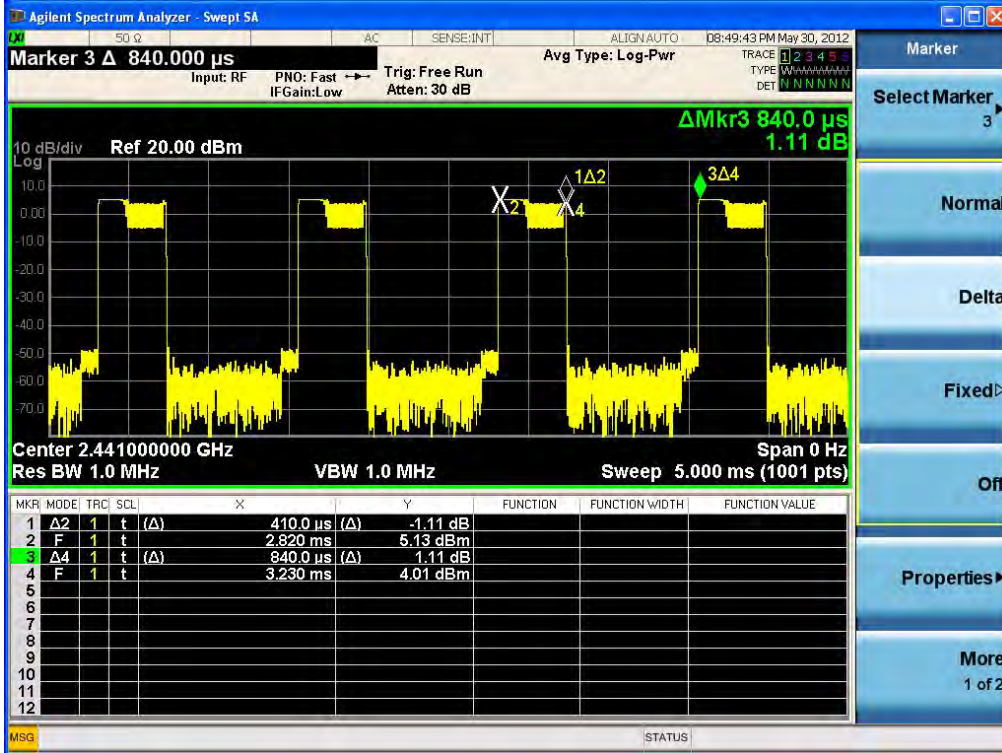 Agilent Spectrum Analyzer - Swept SA
LXI 50 Ω AC SENSE:INT ALIGN AUTO 08:49:43 PM May 30, 2012
Marker 3 Δ 840.000 µs
Input: RF PNO: Fast Trig: Free Run Avg Type: Log-Pwr TRACE 1 2 3 4 5 6
IFGain:Low Atten: 30 dB TYPE
DET N N N N N N
ΔMkr3 840.0 µs
1.11 dB
10 dB/div Ref 20.00 dBm
Log
10.0
0.00
-10.0
-20.0
-30.0
-40.0
-50.0
-60.0
-70.0
2
1Δ2
4
3Δ4
Center 2.441000000 GHz Span 0 Hz
Res BW 1.0 MHz VBW 1.0 MHz Sweep 5.000 ms (1001 pts)
MKR MODE TRC SCL X Y FUNCTION FUNCTION WIDTH FUNCTION VALUE
1 Δ2 1 t (Δ) 410.0 µs (Δ) -1.11 dB
2 F 1 t 2.820 ms 5.13 dBm
3 Δ4 1 t (Δ) 840.0 µs (Δ) 1.11 dB
4 F 1 t 3.230 ms 4.01 dBm
5
6
7
8
9
10
11
12
MSG STATUS
Marker
Select Marker
3
Normal
Delta
Fixed
Off
Properties
More
1 of 2